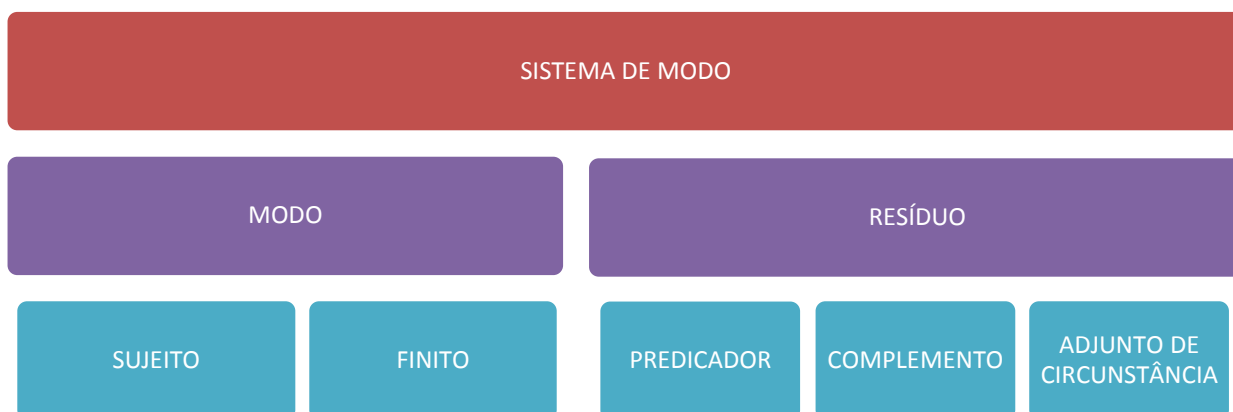 SISTEMA DE MODO
MODO
RESÍDUO
SUJEITO
FINITO
PREDICADOR
COMPLEMENTO
ADJUNTO DE
CIRCUNSTÂNCIA